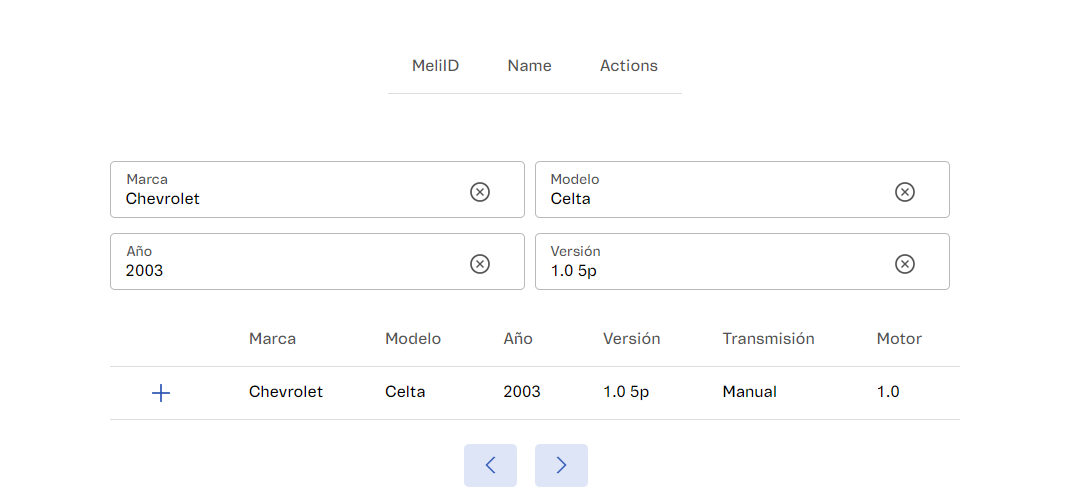 MeliID Name Actions
Marca
Chevrolet
Modelo
Celta
Año
2003
Versión
1.0 5p
Marca Modelo Año Versión Transmisión Motor
Chevrolet Celta 2003 1.0 5p Manual 1.0